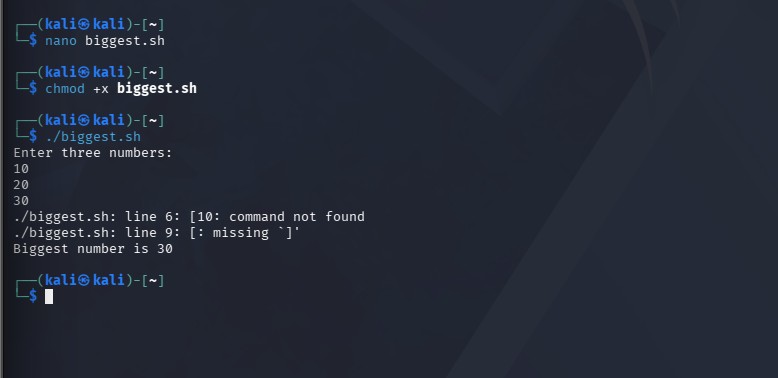 ┌──(kali㉿kali)-[~]
└─$ nano biggest.sh
┌──(kali㉿kali)-[~]
└─$ chmod +x biggest.sh
┌──(kali㉿kali)-[~]
└─$ ./biggest.sh
Enter three numbers:
10
20
30
./biggest.sh: line 6: [10: command not found
./biggest.sh: line 9: [: missing `]'
Biggest number is 30
┌──(kali㉿kali)-[~]
└─$